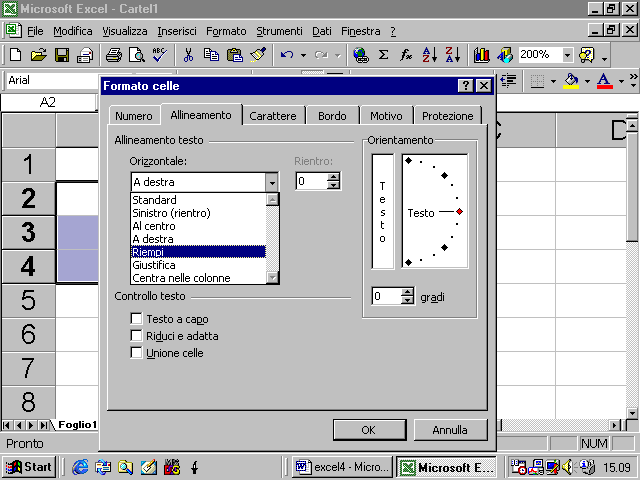 Microsoft Excel - Cartel1
File Modifica Visualizza Inserisci Formato Strumenti Dati Finestra ?
ABC Σ fx A Z Z A 200% ?
Arial A
A2 Formato celle ?
Numero Allineamento Carattere Bordo Motivo Protezione
Allineamento testo Orientamento
Orizzontale: Rientro:
A destra 0
Standard
Sinistro (rientro)
Al centro
A destra
Riempi
Giustifica
Centra nelle colonne
Testo
Testo
0 gradi
Controllo testo
Testo a capo
Riduci e adatta
Unione celle
OK Annulla
C D
1
2
3
4
5
6
7
8
Foglio1
Pronto NUM
Start excel4 - Micro... Microsoft E... 15.09